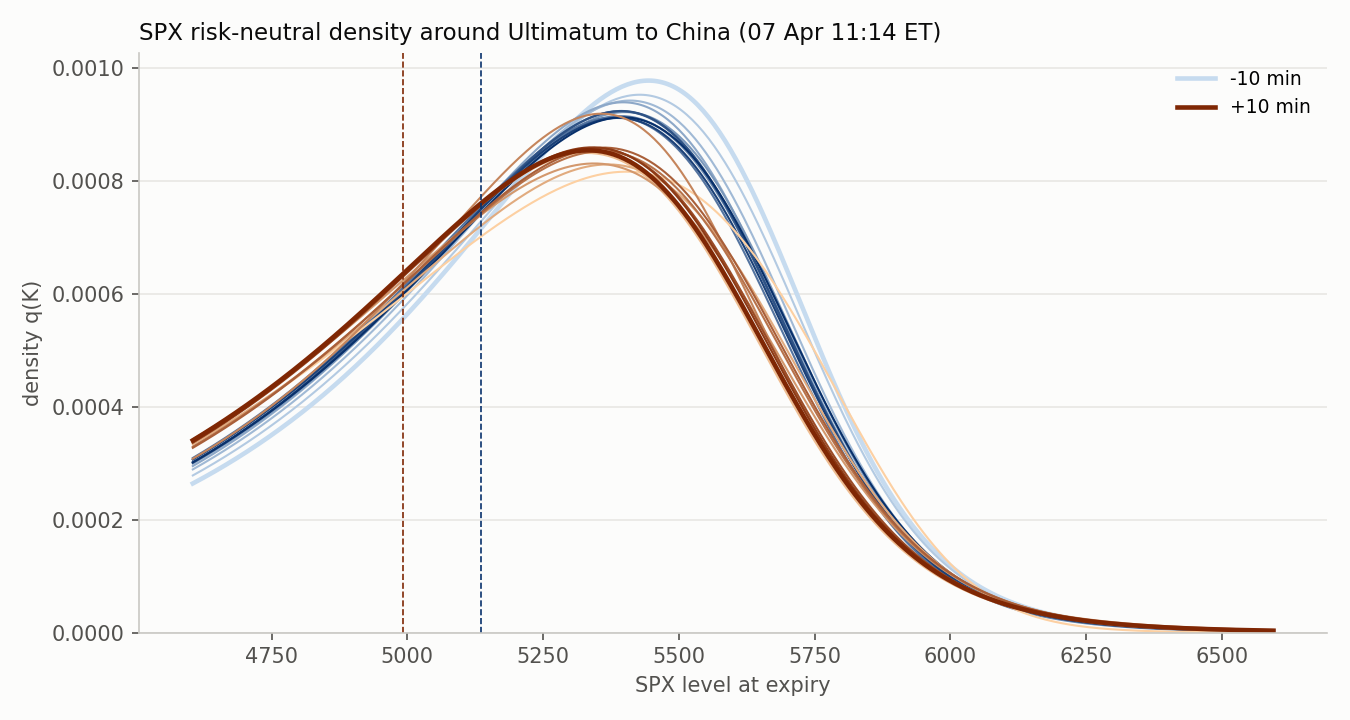 SPX risk-neutral density around Ultimatum to China (07 Apr 11:14 ET)
-10 min
+10 min
density q(K)
0.0010
0.0008
0.0006
0.0004
0.0002
0.0000
4750 5000 5250 5500 5750 6000 6250 6500
SPX level at expiry